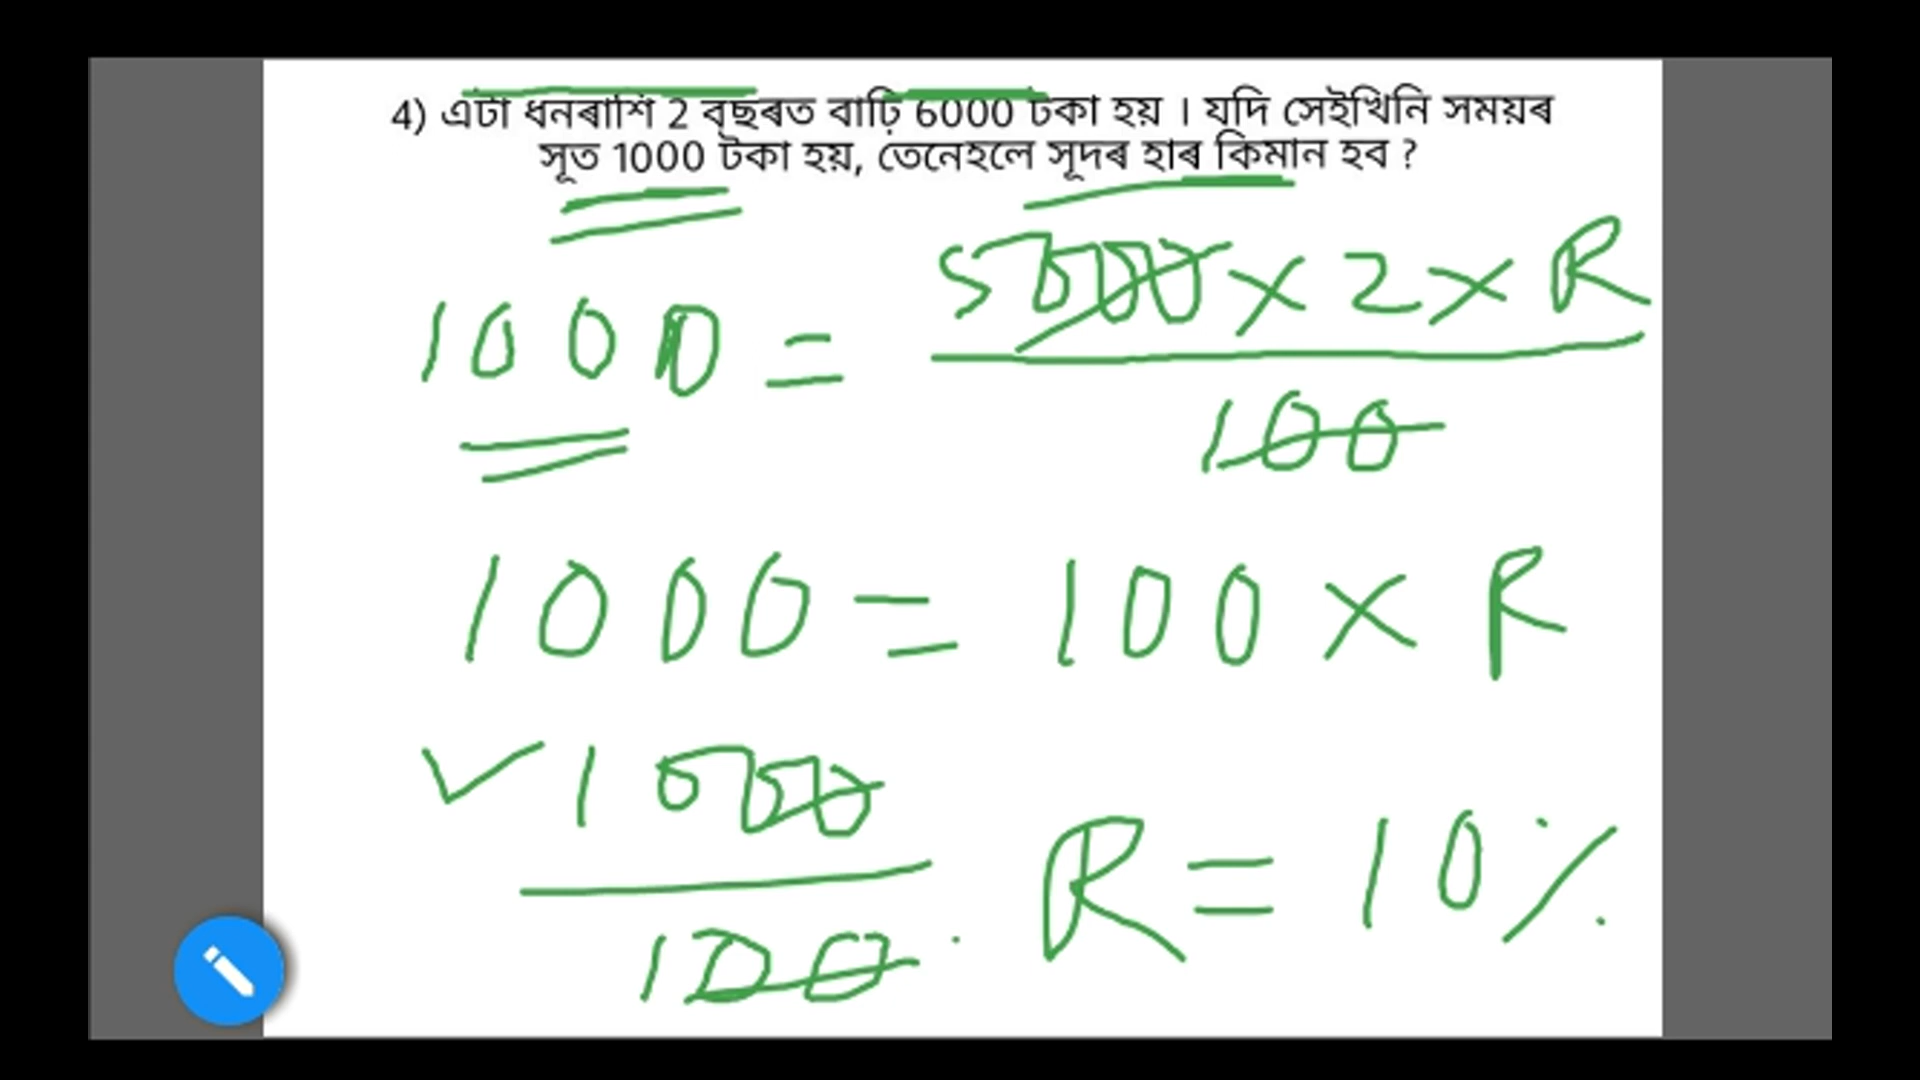 4) এটা ধনৰাশি 2 বছৰত বাঢ়ি 6000 টকা হয় । যদি সেইখিনি সময়ৰ
সূত 1000 টকা হয়, তেনেহলে সূদৰ হাৰ কিমান হব ?
1000 = 5000 × 2 × R
100
1000 = 100 × R
✓ 1000
100
R = 10%